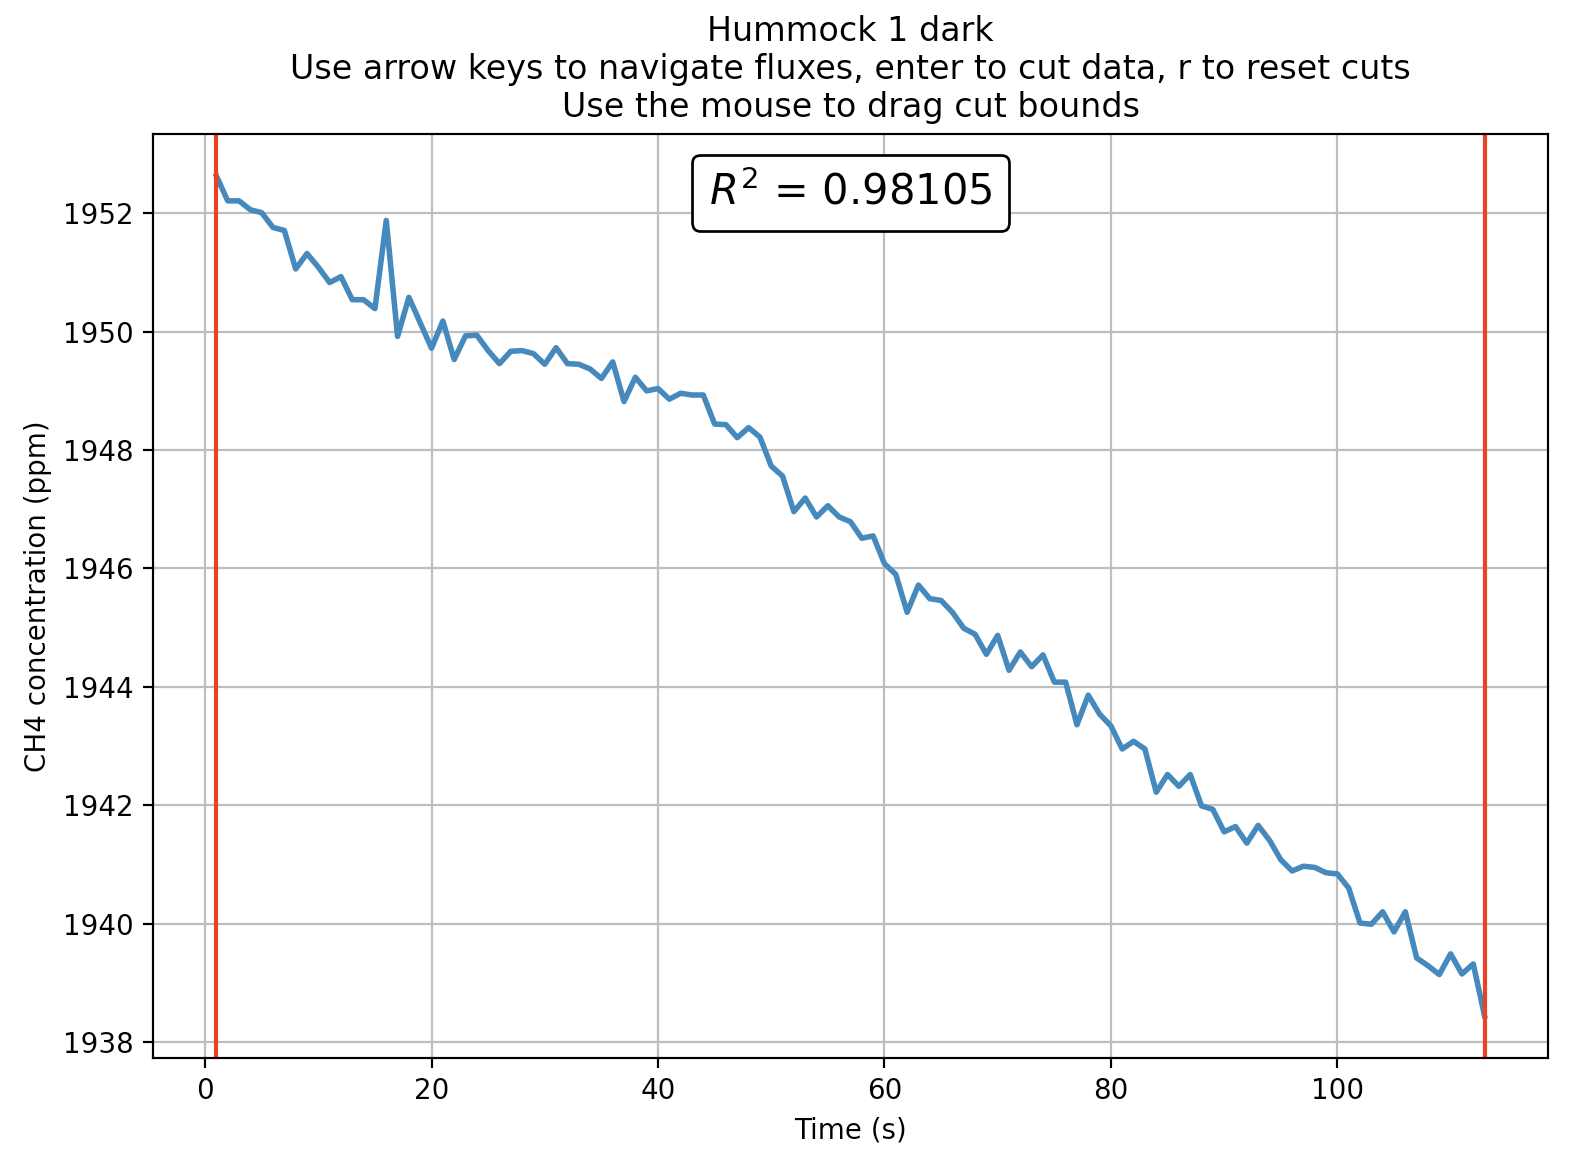 Hummock 1 dark
Use arrow keys to navigate fluxes, enter to cut data, r to reset cuts
Use the mouse to drag cut bounds
R² = 0.98105
CH4 concentration (ppm)
1952
1950
1948
1946
1944
1942
1940
1938
0 20 40 60 80 100
Time (s)